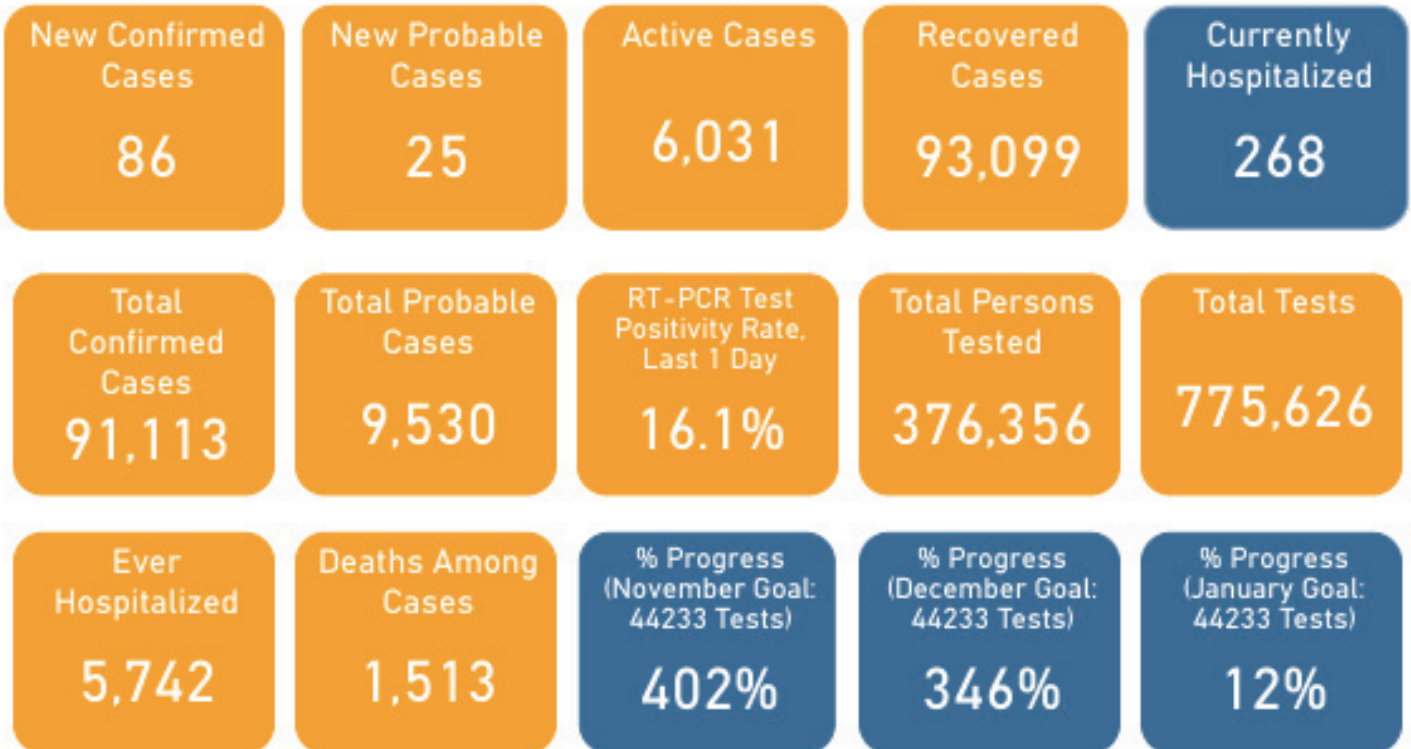 New Confirmed
Cases
86
New Probable
Cases
25
Active Cases
6,031
Recovered
Cases
93,099
Currently
Hospitalized
268
Total
Confirmed
Cases
91,113
Total Probable
Cases
9,530
RT-PCR Test
Positivity Rate,
Last 1 Day
16.1%
Total Persons
Tested
376,356
Total Tests
775,626
Ever
Hospitalized
5,742
Deaths Among
Cases
1,513
% Progress
(November Goal:
44233 Tests)
402%
% Progress
(December Goal:
44233 Tests)
346%
% Progress
(January Goal:
44233 Tests)
12%